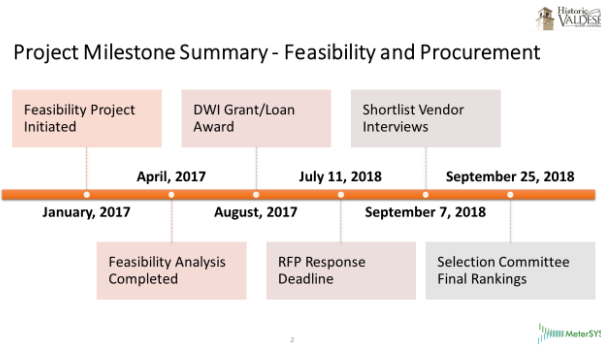 Historic
VALDESE
Project Milestone Summary - Feasibility and Procurement
Feasibility Project
Initiated
DWI Grant/Loan
Award
Shortlist Vendor
Interviews
April, 2017
July 11, 2018
September 25, 2018
January, 2017
August, 2017
September 7, 2018
Feasibility Analysis
Completed
RFP Response
Deadline
Selection Committee
Final Rankings
2
MeterSYS